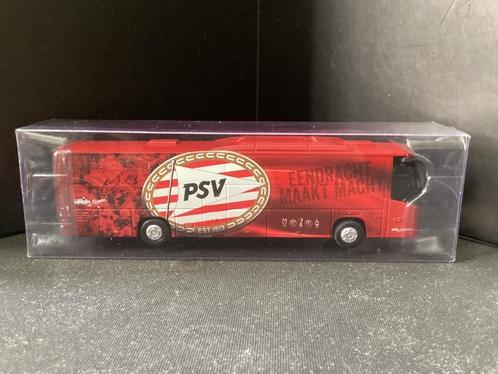 PSV
EST. 1913
EENDRACHT
MAAKT MACHT